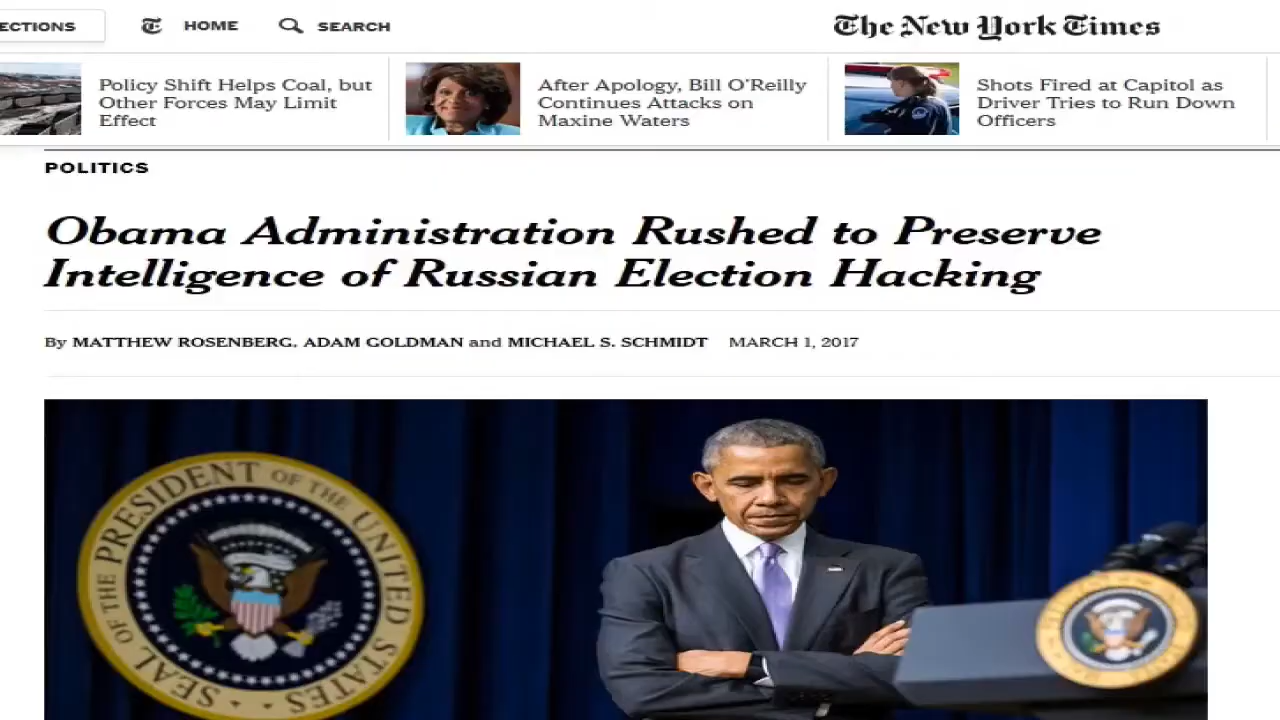 ECTIONS
HOME
SEARCH
The New York Times
Policy Shift Helps Coal, but
Other Forces May Limit
Effect
After Apology, Bill O'Reilly
Continues Attacks on
Maxine Waters
Shots Fired at Capitol as
Driver Tries to Run Down
Officers
POLITICS
Obama Administration Rushed to Preserve
Intelligence of Russian Election Hacking
By MATTHEW ROSENBERG, ADAM GOLDMAN and MICHAEL S. SCHMIDT MARCH 1, 2017
SEAL OF THE PRESIDENT OF THE UNITED STATES